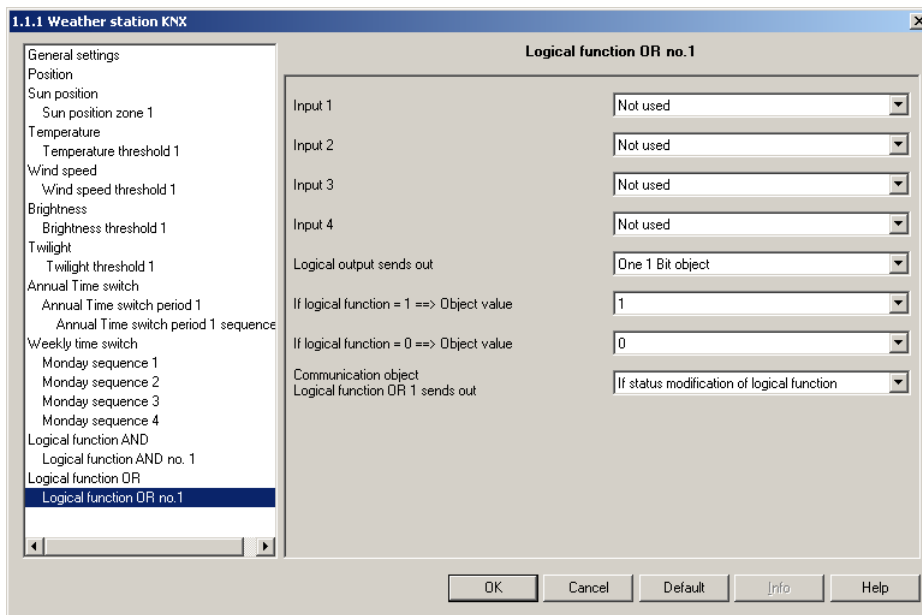 1.1.1 Weather station KNX
General settings
Position
Sun position
Sun position zone 1
Temperature
Temperature threshold 1
Wind speed
Wind speed threshold 1
Brightness
Brightness threshold 1
Twilight
Twilight threshold 1
Annual Time switch
Annual Time switch period 1
Annual Time switch period 1 sequence
Weekly time switch
Monday sequence 1
Monday sequence 2
Monday sequence 3
Monday sequence 4
Logical function AND
Logical function AND no. 1
Logical function OR
Logical function OR no.1
Logical function OR no.1
Input 1 Not used
Input 2 Not used
Input 3 Not used
Input 4 Not used
Logical output sends out One 1 Bit object
If logical function = 1 ==> Object value 1
If logical function = 0 ==> Object value 0
Communication object
Logical function OR 1 sends out If status modification of logical function
OK Cancel Default Info Help